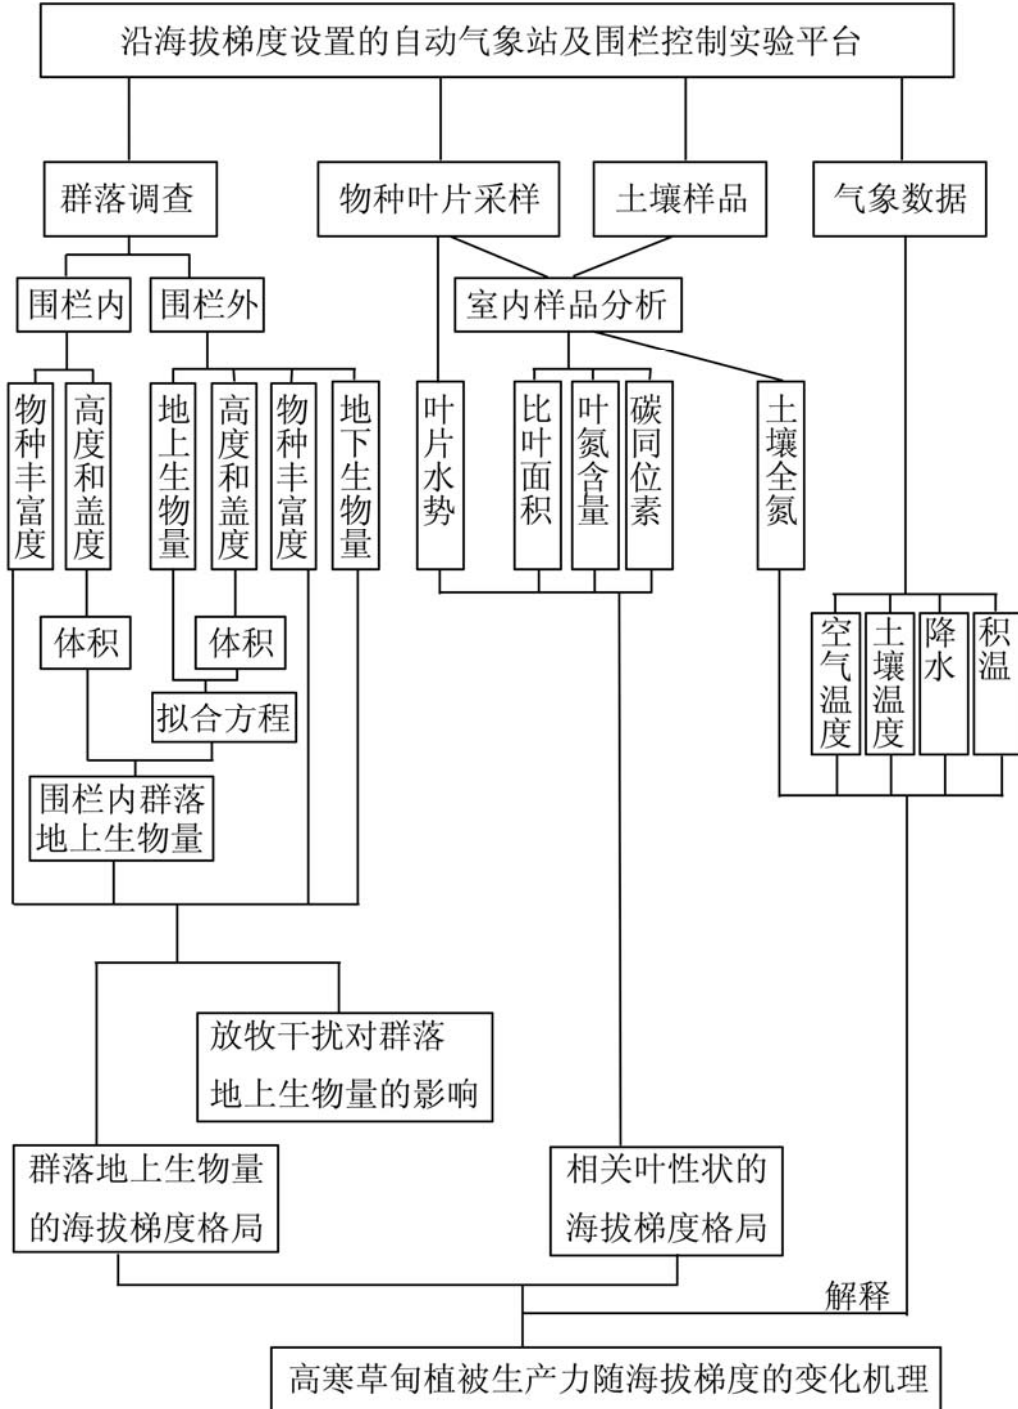 沿海拔梯度设置的自动气象站及围栏控制实验平台
群落调查
物种叶片采样
土壤样品
气象数据
围栏内
围栏外
室内样品分析
物种丰富度
高度和盖度
地上生物量
高度和盖度
物种丰富度
地下生物量
叶片水势
比叶面积
叶氮含量
碳同位素
土壤全氮
体积
体积
空气温度
土壤温度
降水
积温
拟合方程
围栏内群落
地上生物量
放牧干扰对群落
地上生物量的影响
群落地上生物量
的海拔梯度格局
相关叶性状的
海拔梯度格局
解释
高寒草甸植被生产力随海拔梯度的变化机理